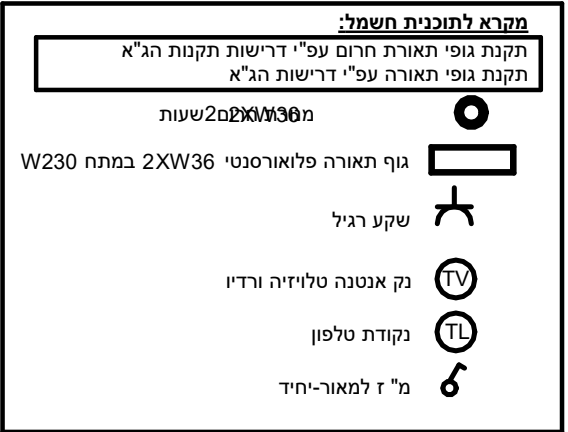 מקרא לתוכנית חשמל:
תקנת גופי תאורת חרום עפ"י דרישות תקנות הג"א
תקנת גופי תאורה עפ"י דרישות הג"א
2שעות
גוף תאורה פלואורסנטי 2XW36 במתח W230
שקע רגיל
נק אנטנה טלויזיה ורדיו
TV
נקודת טלפון
TL
מ" ז למאור-יחיד